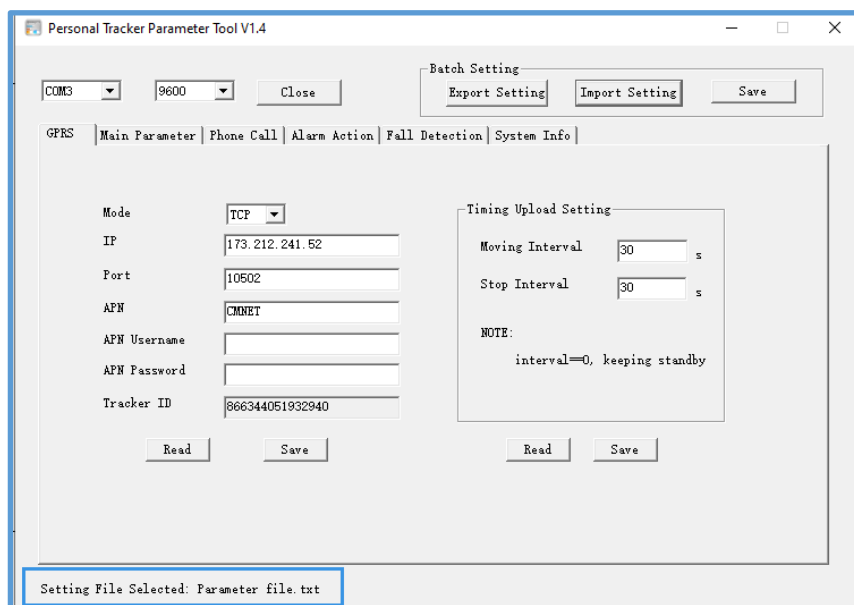 Personal Tracker Parameter Tool V1.4
Batch Setting
COM3 9600 Close Export Setting Import Setting Save
GPRS Main Parameter Phone Call Alarm Action Fall Detection System Info
Mode TCP
IP 173.212.241.52
Port 10502
APN CMNET
APN Username
APN Password
Tracker ID 866344051932940
Read Save
Timing Upload Setting
Moving Interval 30 s
Stop Interval 30 s
NOTE:
interval==0, keeping standby
Read Save
Setting File Selected: Parameter file.txt